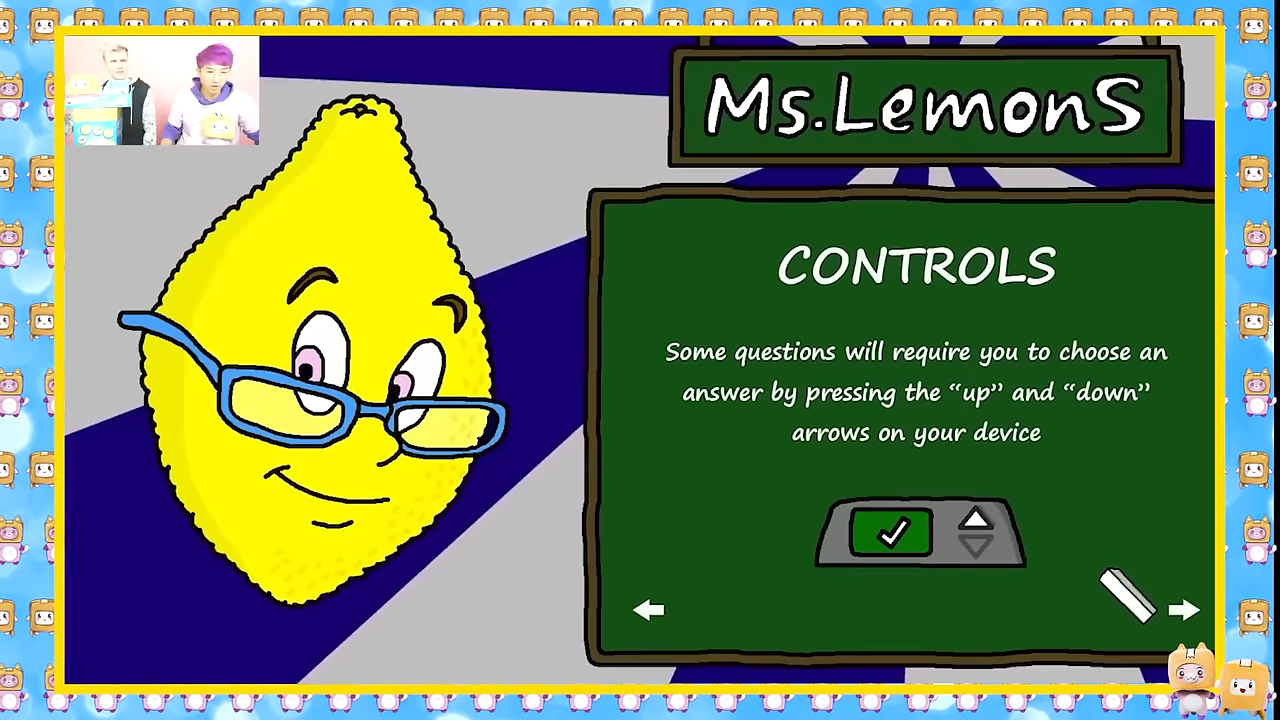 Ms.LemonS
CONTROLS
Some questions will require you to choose an
answer by pressing the “up” and “down”
arrows on your device